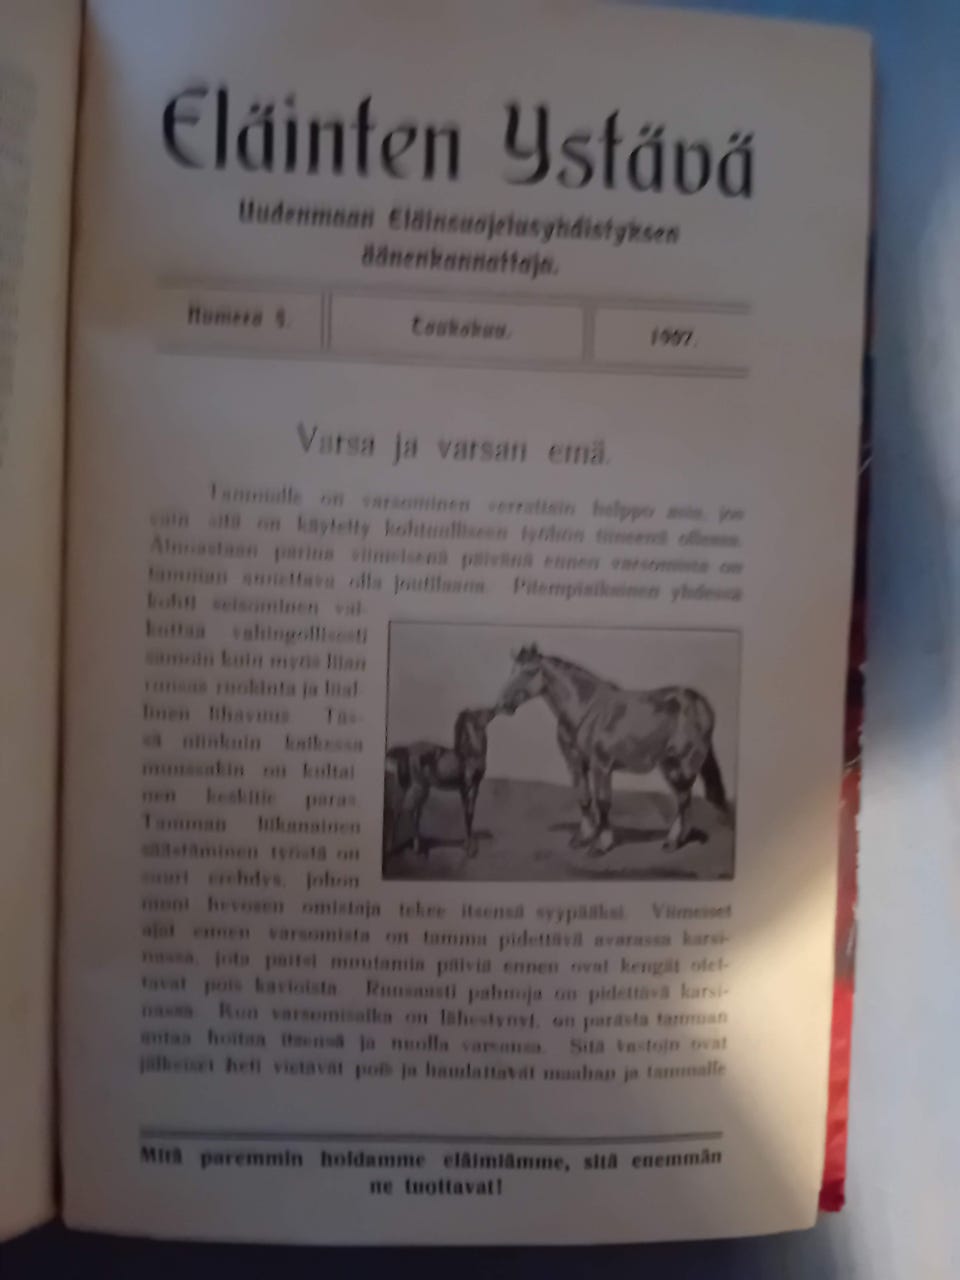 Eläinten Ystävä
Uudenmaan Eläinsuojelusyhdistyksen
äänenkannattaja.
Numero 5.
Toukokuu.
1907.
Varsa ja varsan emä.
Tammalle on varsominen verrattain helppo asia, jos
vain sitä on käytetty kohtuulliseen työhön tiineenä ollessa.
Ainoastaan parina viimeisenä päivänä ennen varsomista on
tamman annettava olla joutilaana. Pitempiaikainen yhdessä
kohti seisominen vai-
kuttaa vahingollisesti
samoin kuin myös liian
runsas ruokinta ja liial-
linen lihavuus. Täs-
sä niinkuin kaikessa
muussakin on kultai-
nen keskitie paras.
Tamman liikanainen
säästäminen työstä on
suuri erehdys, johon
moni hevosen omistaja tekee itsensä syypääksi. Viimeiset
ajat ennen varsomista on tamma pidettävä avarassa karsi-
nassa, jota paitsi muutamia päiviä ennen ovat kengät otet-
tavat pois kavioista. Runsaasti pahnoja on pidettävä karsi-
nassa. Kun varsomisaika on lähestynyt, on parasta tamman
antaa hoitaa itsensä ja nuolla varsansa. Sitä vastoin ovat
jälkeiset heti vietävät pois ja haudattavat maahan ja tammalle
Mitä paremmin hoidamme eläimiämme, sitä enemmän
ne tuottavat!